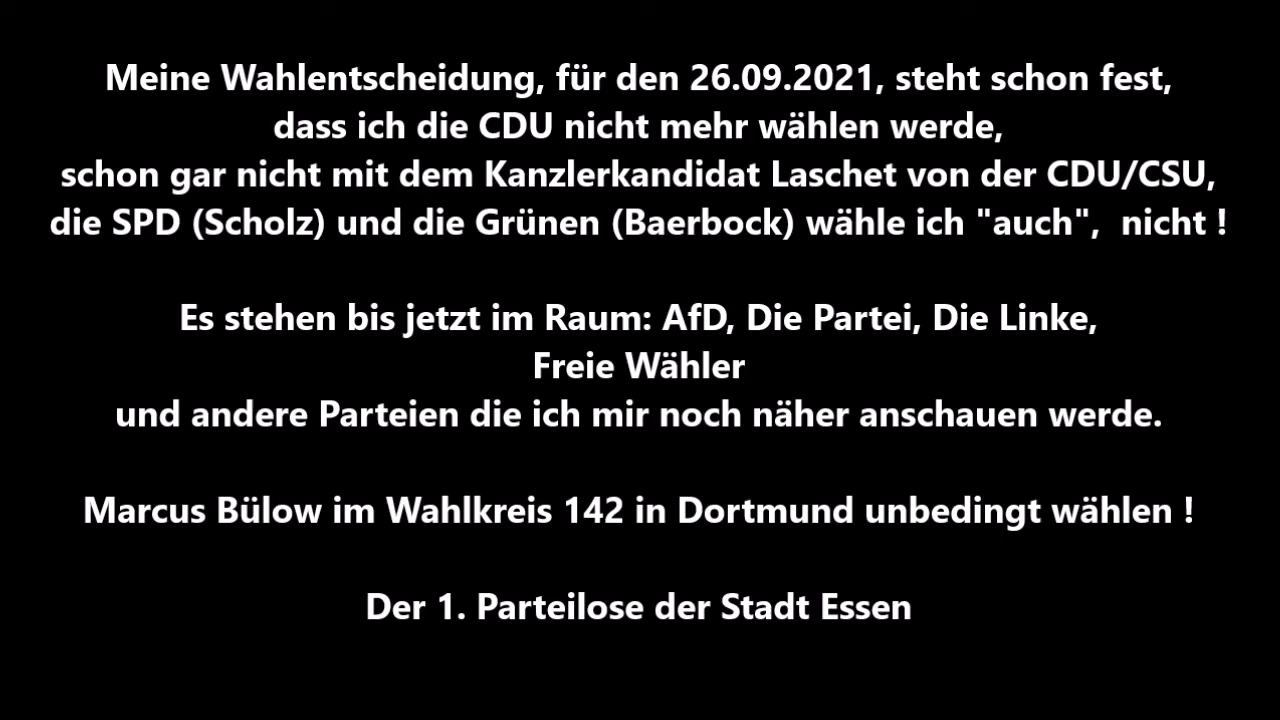 Meine Wahlentscheidung, für den 26.09.2021, steht schon fest,
dass ich die CDU nicht mehr wählen werde,
schon gar nicht mit dem Kanzlerkandidat Laschet von der CDU/CSU,
die SPD (Scholz) und die Grünen (Baerbock) wähle ich "auch",  nicht !
Es stehen bis jetzt im Raum: AfD, Die Partei, Die Linke,
Freie Wähler
und andere Parteien die ich mir noch näher anschauen werde.
Marcus Bülow im Wahlkreis 142 in Dortmund unbedingt wählen !
Der 1. Parteilose der Stadt Essen